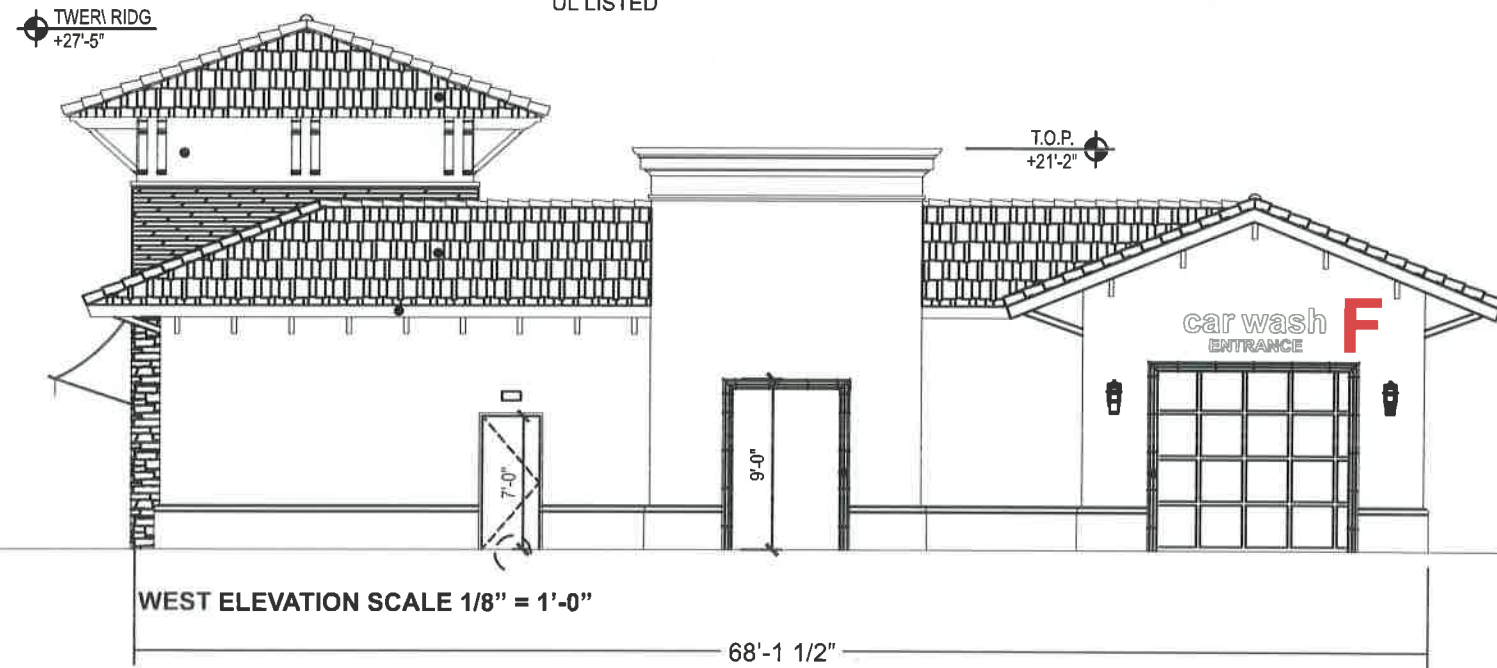 UL LISTED
TWER\ RIDG
+27'-5"
T.O.P.
+21'-2"
car wash F
ENTRANCE
7'-0"
9'-0"
WEST ELEVATION SCALE 1/8" = 1'-0"
68'-1 1/2"